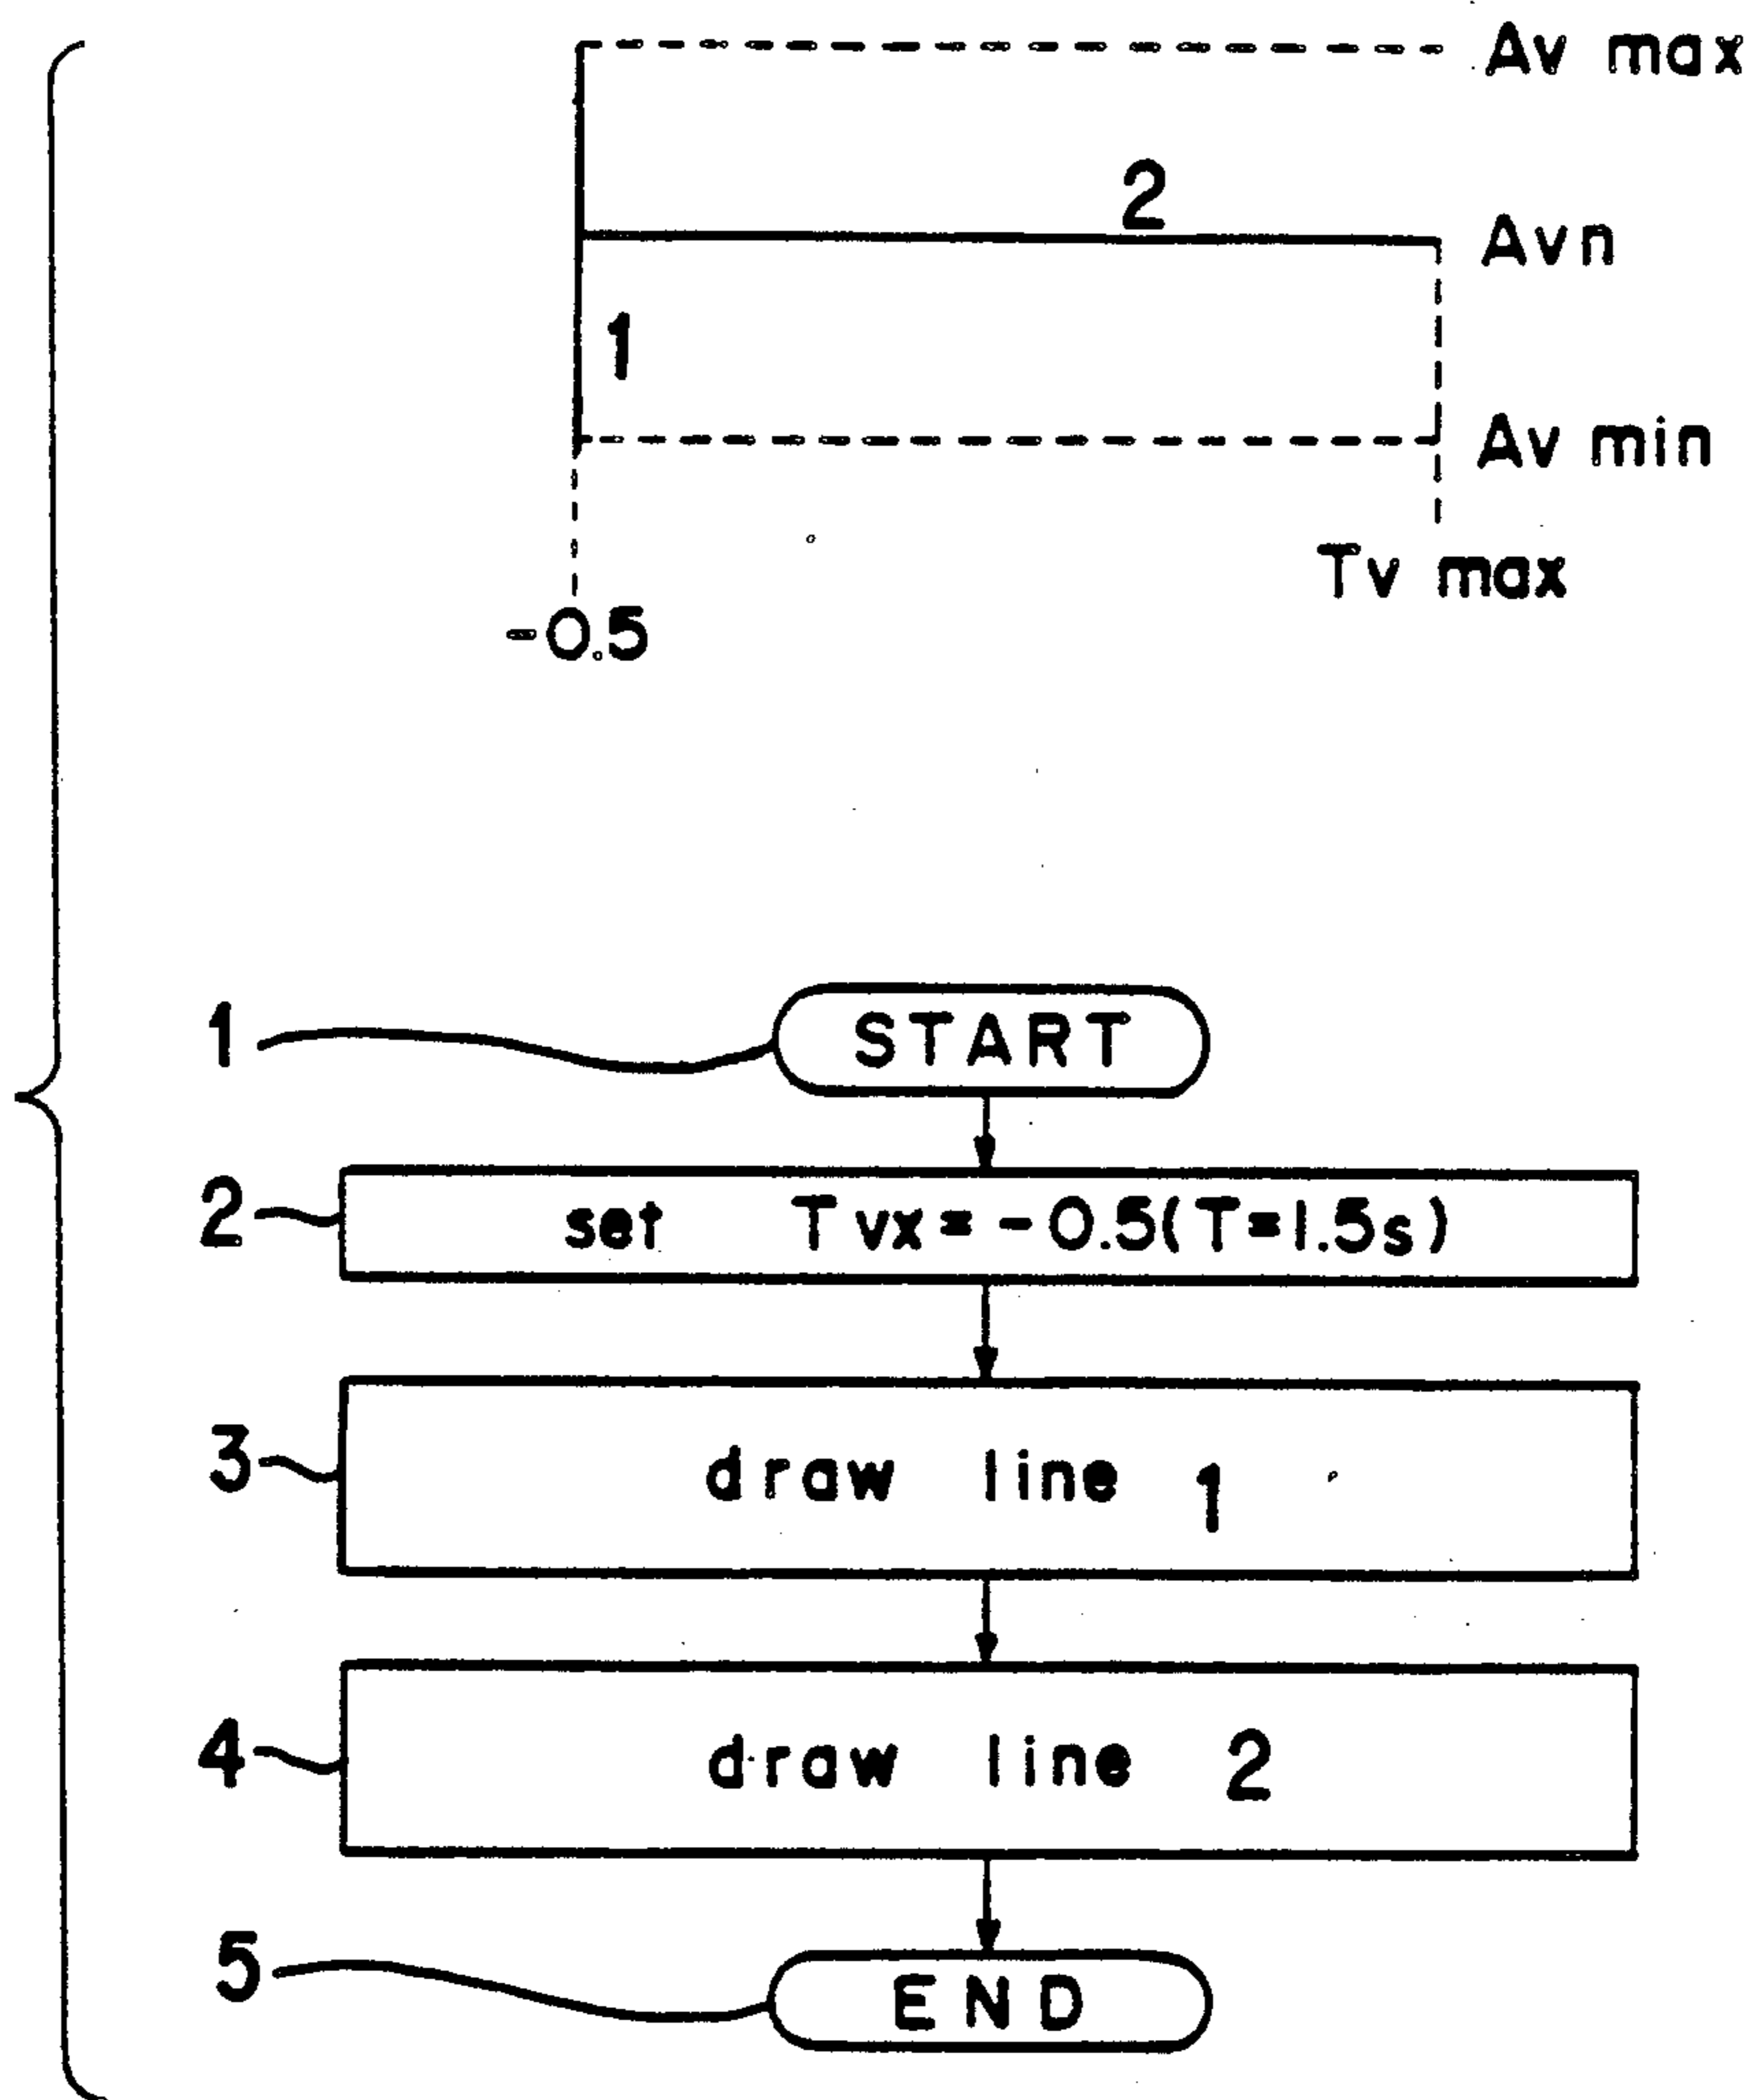 Av max
2
Avn
1
Av min
Tv max
-0.5
1 START
2 set Tvx=-0.5(T=1.5s)
3 draw line 1
4 draw line 2
5 END